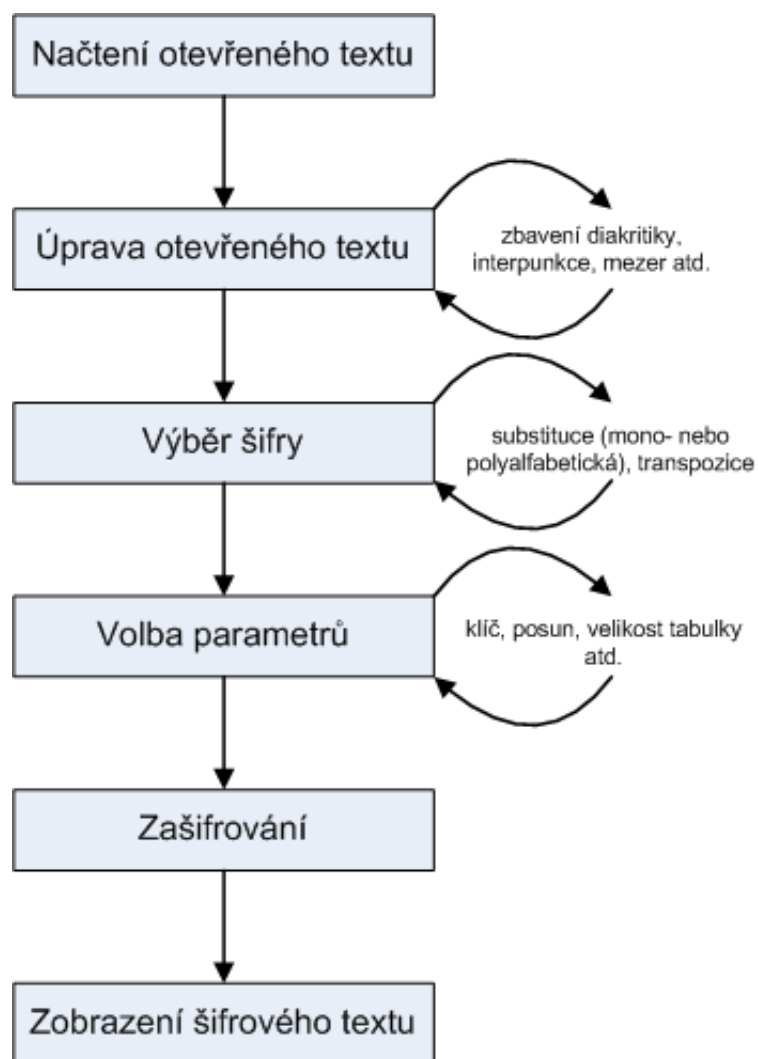 Načtení otevřeného textu
Úprava otevřeného textu
zbavení diakritiky,
interpunkce, mezer atd.
Výběr šifry
substituce (mono- nebo
polyalfabetická), transpozice
Volba parametrů
klíč, posun, velikost tabulky
atd.
Zašifrování
Zobrazení šifrového textu